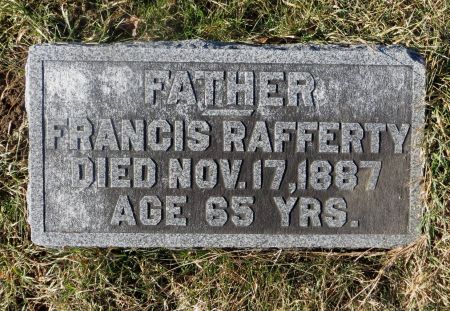 FATHER
FRANCIS RAFFERTY
DIED NOV. 17, 1887
AGE 65 YRS.